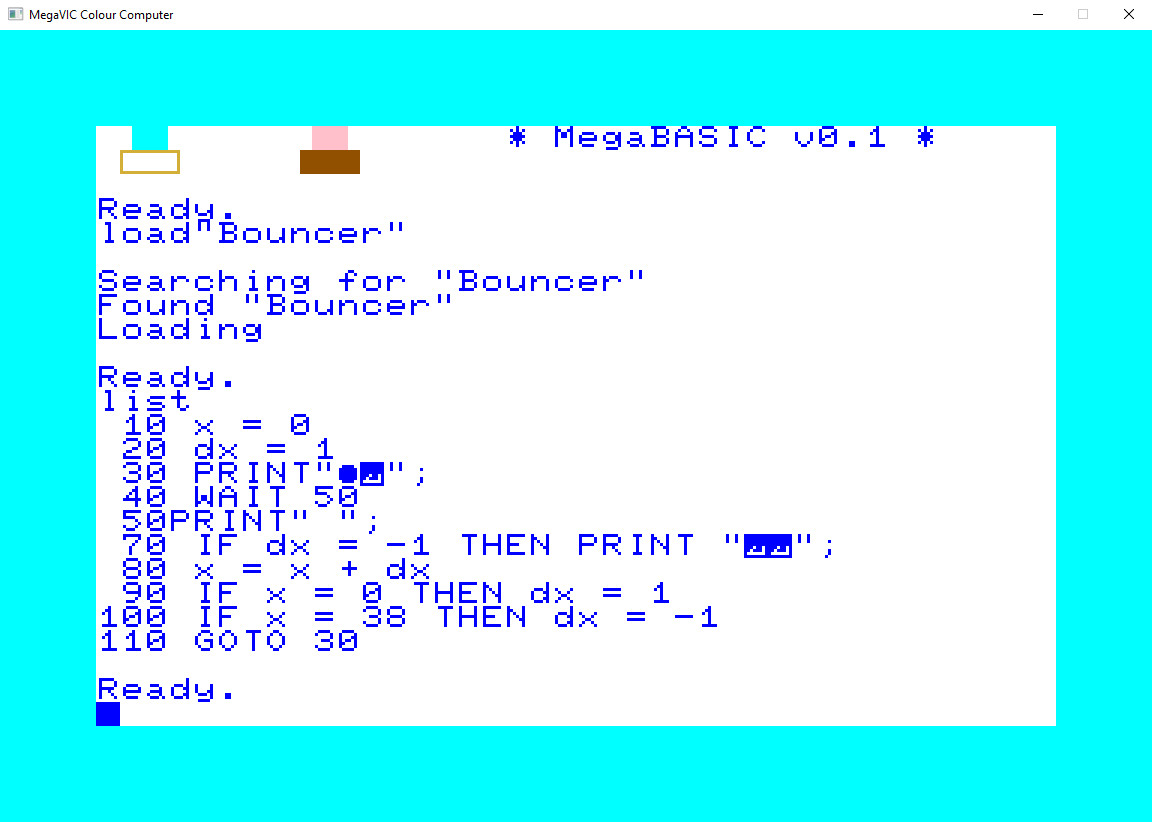 MegaVIC Colour Computer
* MegaBASIC v0.1 *
Ready.
load"Bouncer"
Searching for "Bouncer"
Found "Bouncer"
Loading
Ready.
list
10 x = 0
20 dx = 1
30 PRINT"●";
40 WAIT 50
50PRINT" ";
70 IF dx = -1 THEN PRINT "";
80 x = x + dx
90 IF x = 0 THEN dx = 1
100 IF x = 38 THEN dx = -1
110 GOTO 30
Ready.